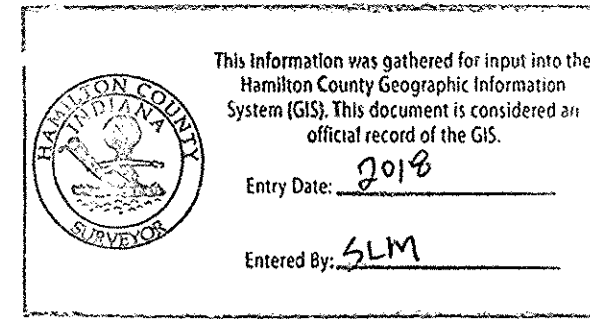 This Information was gathered for input into the
Hamilton County Geographic Information
System (GIS). This document is considered an
official record of the GIS.
Entry Date: 2018
Entered By: SLM
HAMILTON COUNTY
INDIANA
SURVEYOR